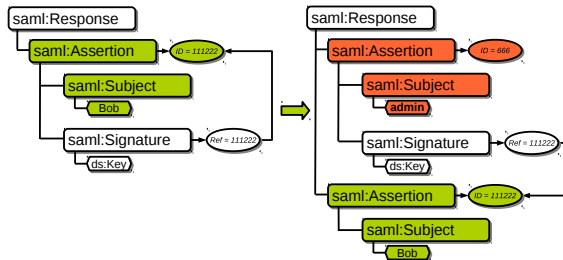 saml:Response
saml:Assertion
ID = 111222
saml:Subject
Bob
saml:Signature
Ref = 111222
ds:Key
saml:Response
saml:Assertion
ID = 666
saml:Subject
admin
saml:Signature
Ref = 111222
ds:Key
saml:Assertion
ID = 111222
saml:Subject
Bob